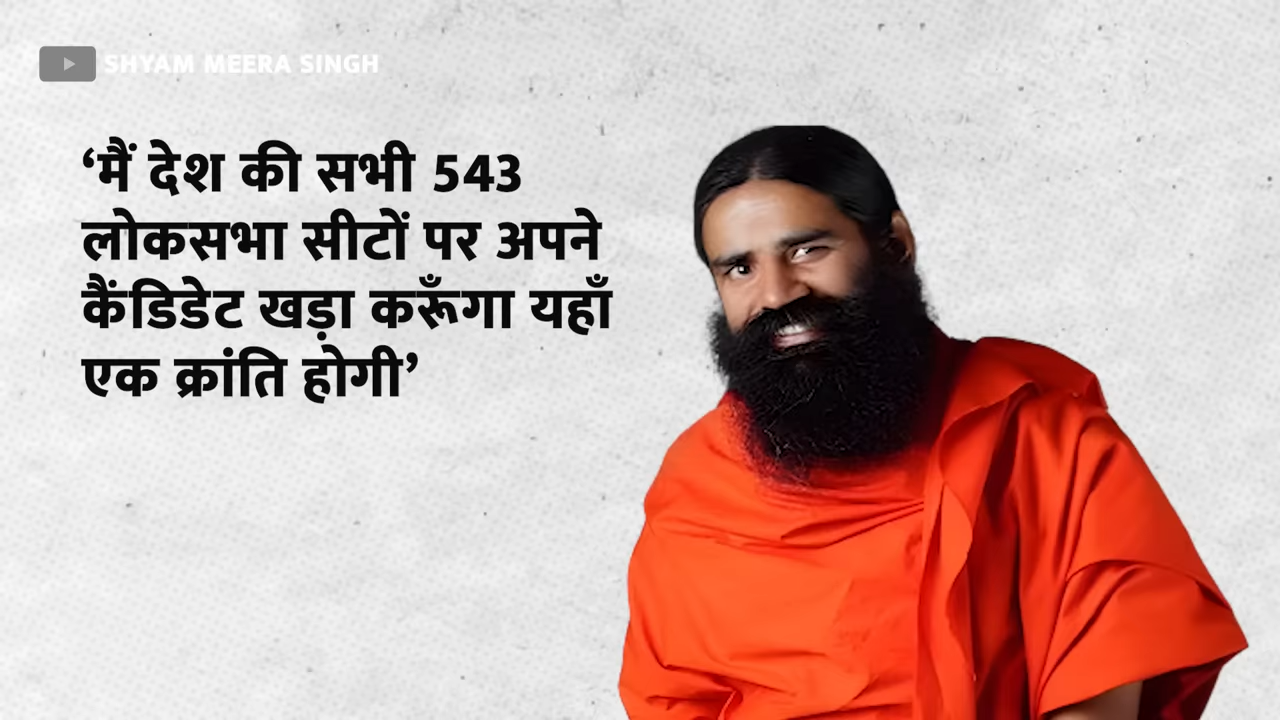 SHYAM MEERA SINGH
‘मैं देश की सभी 543
लोकसभा सीटों पर अपने
कैंडिडेट खड़ा करूँगा यहाँ
एक क्रांति होगी’